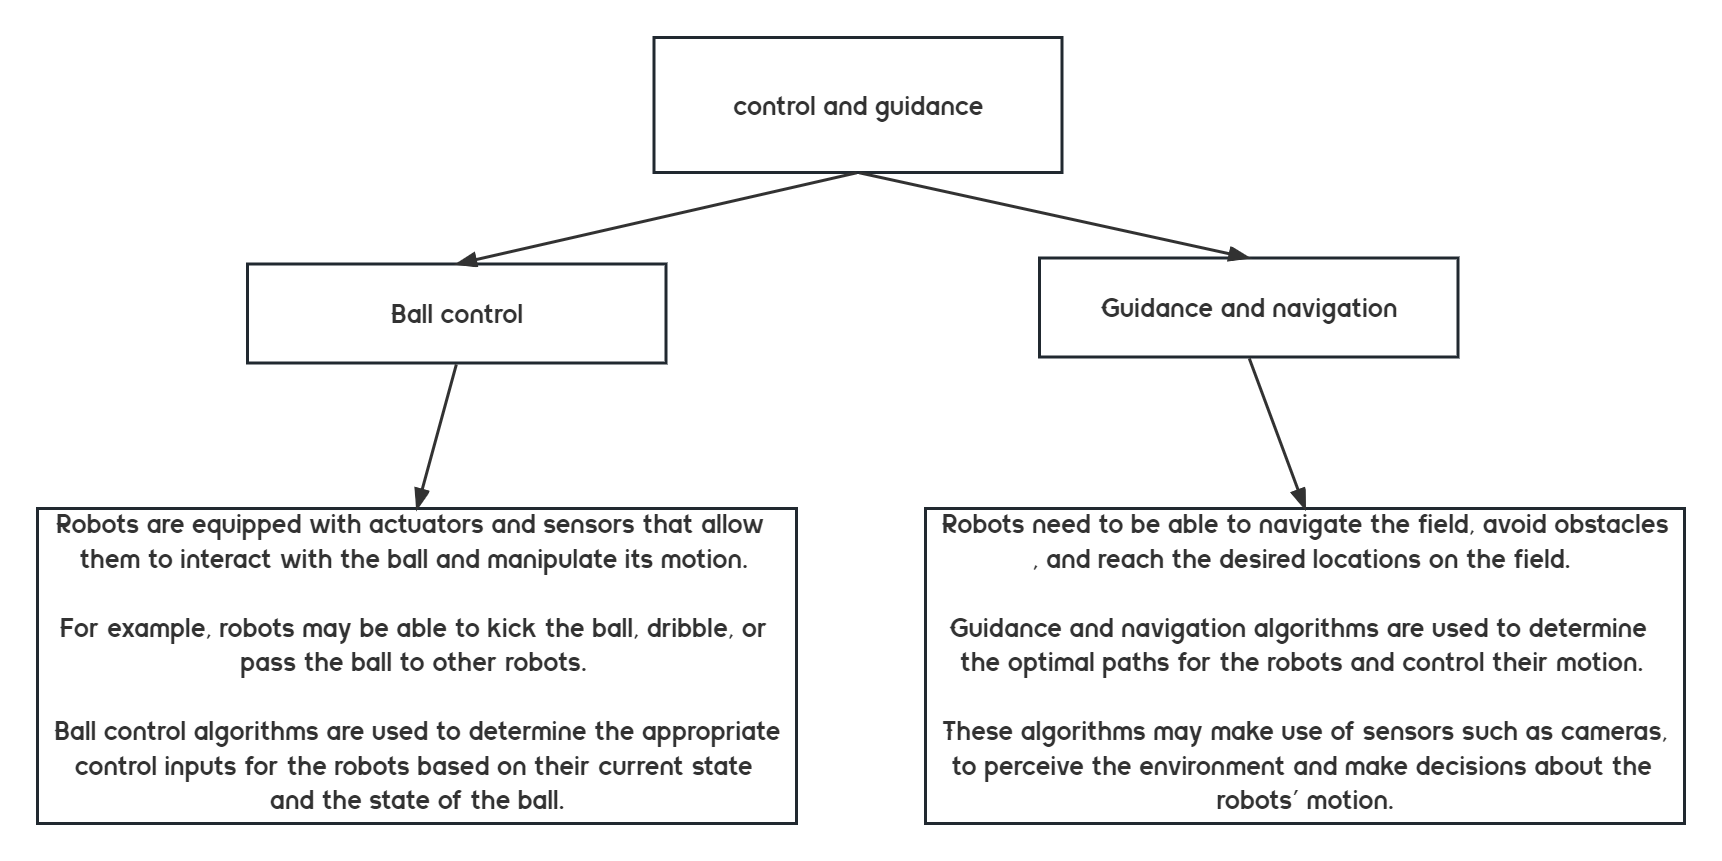 control and guidance
Ball control
Guidance and navigation
Robots are equipped with actuators and sensors that allow
them to interact with the ball and manipulate its motion.
For example, robots may be able to kick the ball, dribble, or
pass the ball to other robots.
Ball control algorithms are used to determine the appropriate
control inputs for the robots based on their current state
and the state of the ball.
Robots need to be able to navigate the field, avoid obstacles
, and reach the desired locations on the field.
Guidance and navigation algorithms are used to determine
the optimal paths for the robots and control their motion.
These algorithms may make use of sensors such as cameras,
to perceive the environment and make decisions about the
robots' motion.